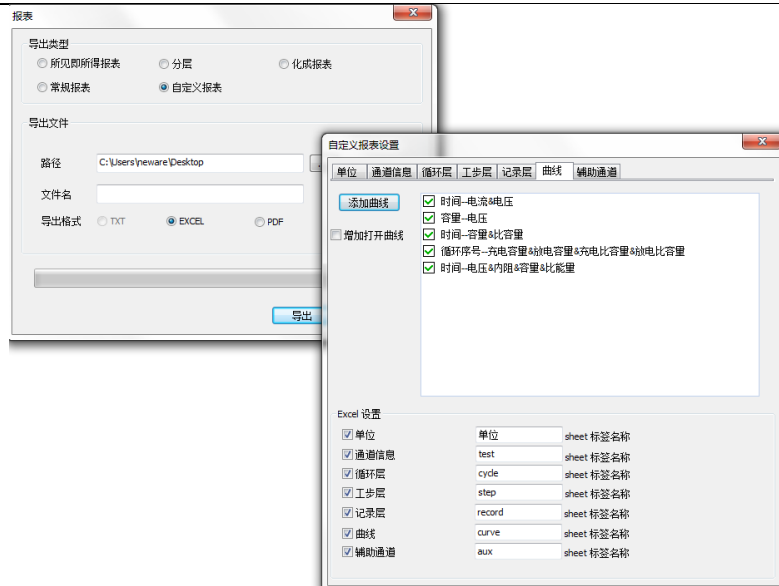 报表
导出类型
所见即所得报表
分层
化成报表
常规报表
自定义报表
导出文件
路径
C:\Users\neware\Desktop
文件名
导出格式
TXT
EXCEL
PDF
导出
自定义报表设置
单位
通道信息
循环层
工步层
记录层
曲线
辅助通道
添加曲线
增加打开曲线
时间--电流&电压
容量--电压
时间--容量&比容量
循环序号--充电容量&放电容量&充电比容量&放电比容量
时间--电压&内阻&容量&比能量
Excel 设置
单位 单位 sheet 标签名称
通道信息 test sheet 标签名称
循环层 cycle sheet 标签名称
工步层 step sheet 标签名称
记录层 record sheet 标签名称
曲线 curve sheet 标签名称
辅助通道 aux sheet 标签名称